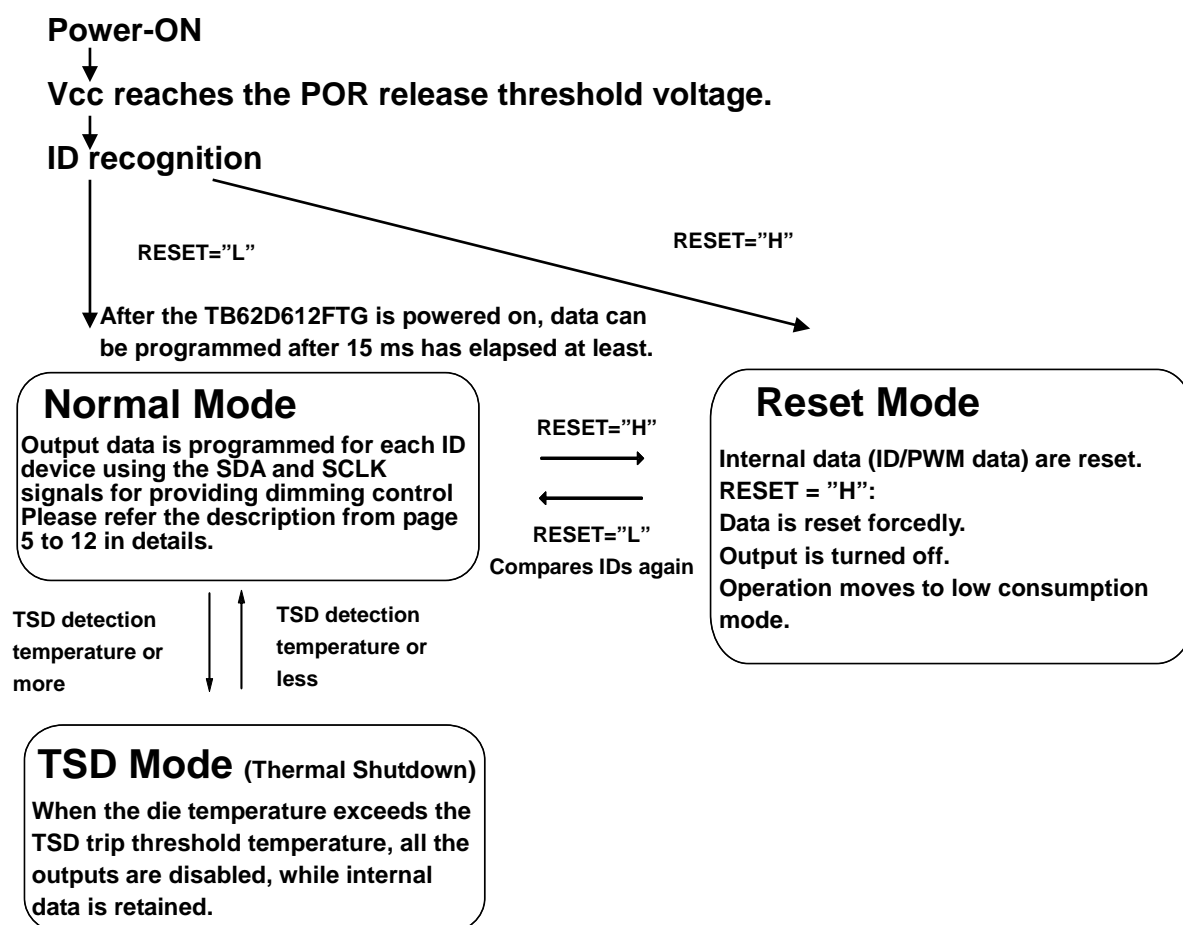 Power-ON
Vcc reaches the POR release threshold voltage.
ID recognition
RESET=”L”
RESET=”H”
After the TB62D612FTG is powered on, data can
be programmed after 15 ms has elapsed at least.
Normal Mode
Output data is programmed for each ID
device using the SDA and SCLK
signals for providing dimming control
Please refer the description from page
5 to 12 in details.
RESET=”H”
RESET=”L”
Compares IDs again
Reset Mode
Internal data (ID/PWM data) are reset.
RESET = ”H”:
Data is reset forcedly.
Output is turned off.
Operation moves to low consumption
mode.
TSD detection
temperature or
more
TSD detection
temperature or
less
TSD Mode (Thermal Shutdown)
When the die temperature exceeds the
TSD trip threshold temperature, all the
outputs are disabled, while internal
data is retained.